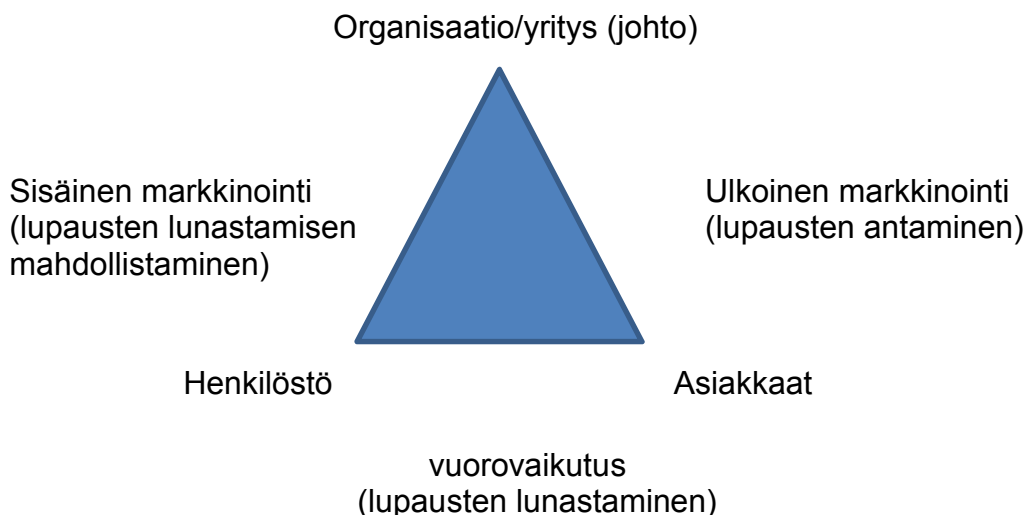 Organisaatio/yritys (johto)
Sisäinen markkinointi
(lupausten lunastamisen
mahdollistaminen)
Ulkoinen markkinointi
(lupausten antaminen)
Henkilöstö
Asiakkaat
vuorovaikutus
(lupausten lunastaminen)